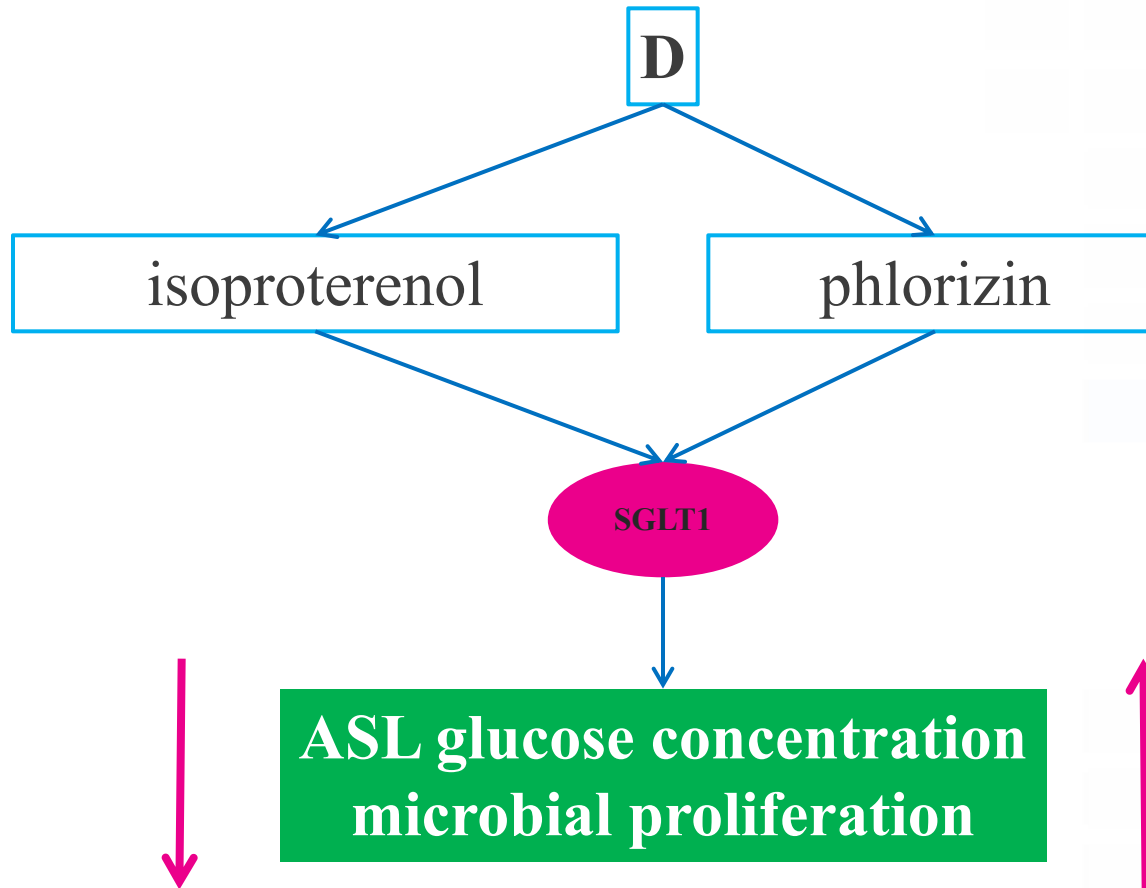 D
isoproterenol
phlorizin
SGLT1
ASL glucose concentration
microbial proliferation